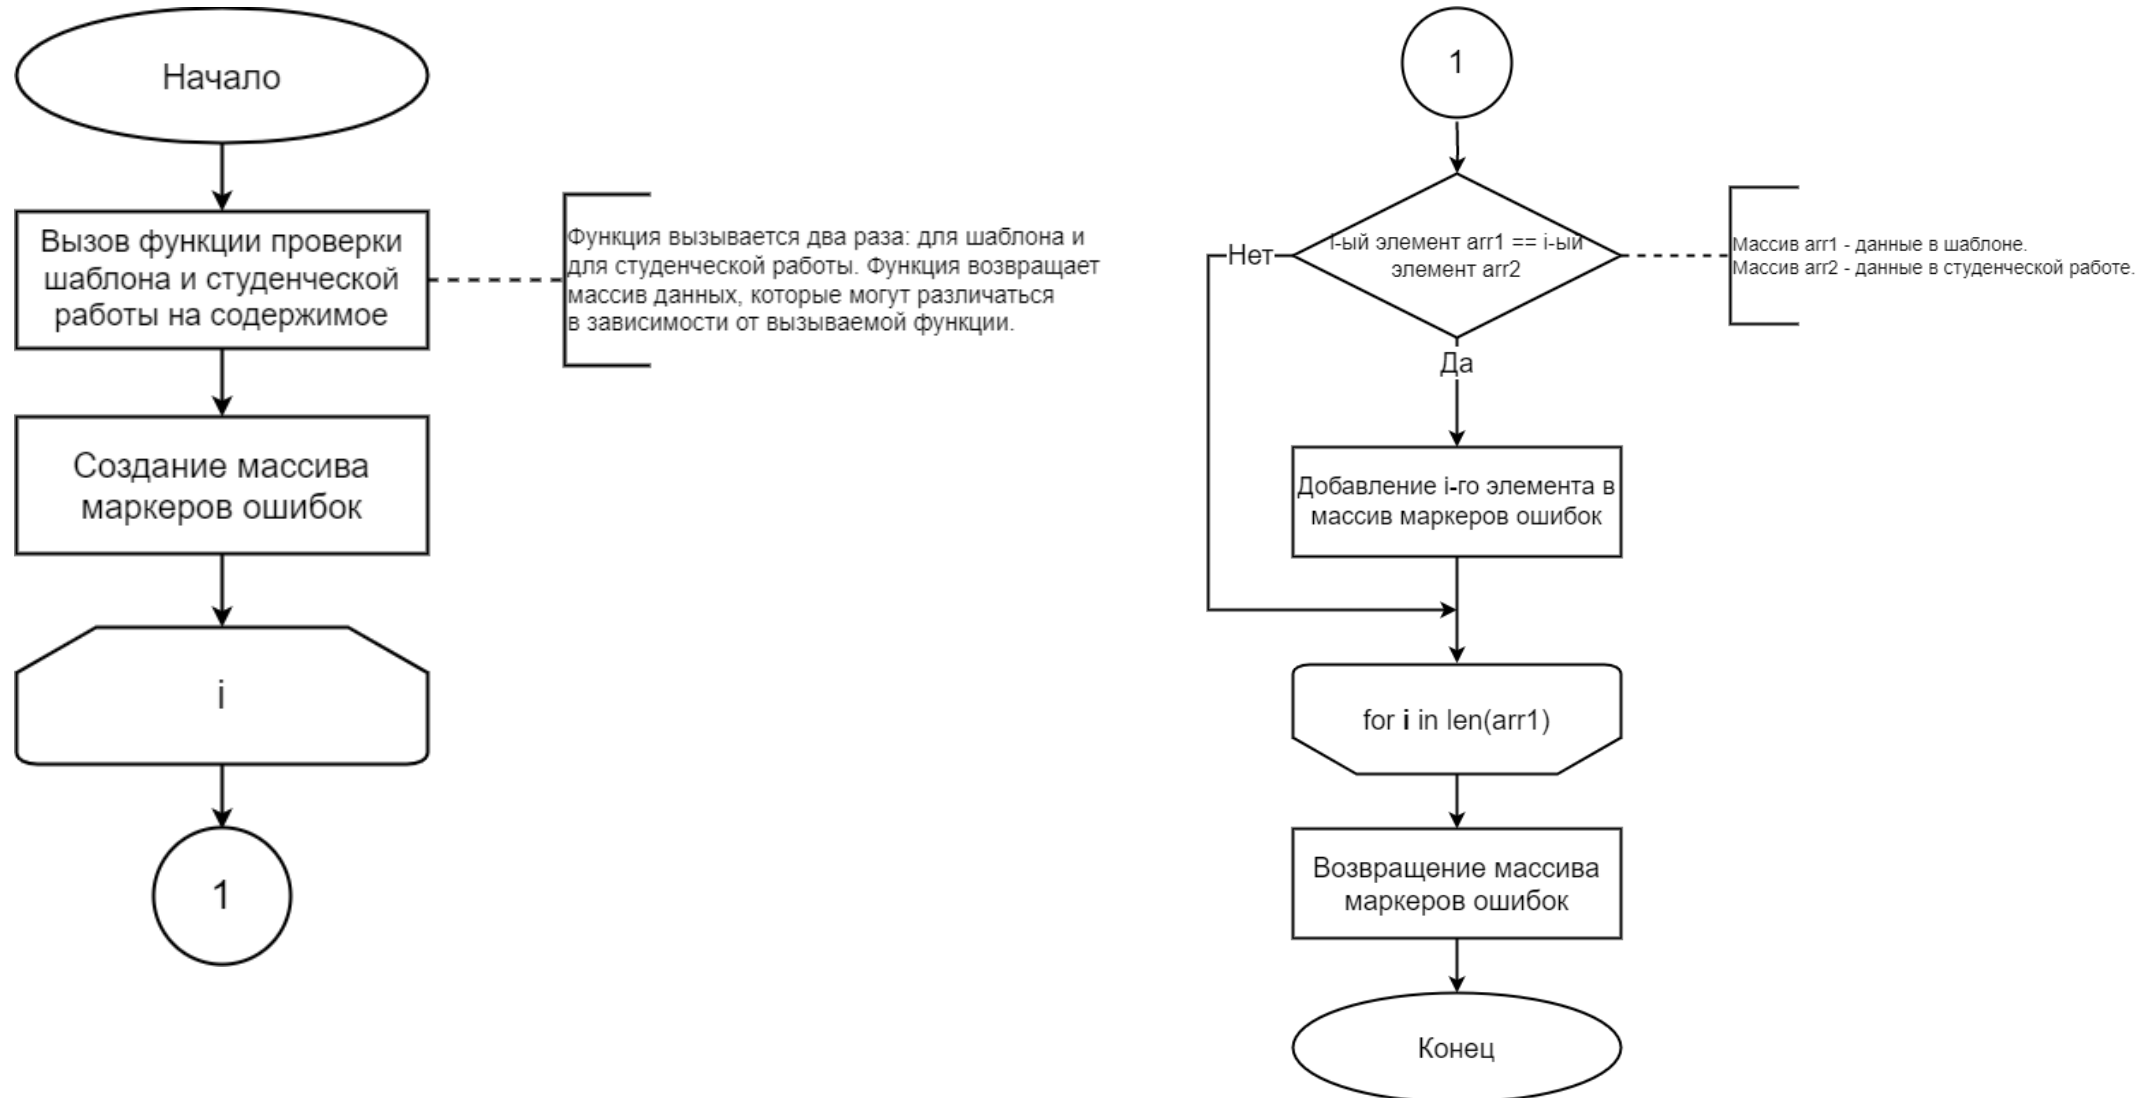 Начало
Вызов функции проверки
шаблона и студенческой
работы на содержимое
Функция вызывается два раза: для шаблона и
для студенческой работы. Функция возвращает
массив данных, которые могут различаться
в зависимости от вызываемой функции.
Создание массива
маркеров ошибок
i
1
1
i-ый элемент arr1 == i-ый
элемент arr2
Нет
Да
Массив arr1 - данные в шаблоне.
Массив arr2 - данные в студенческой работе.
Добавление i-го элемента в
массив маркеров ошибок
for i in len(arr1)
Возвращение массива
маркеров ошибок
Конец